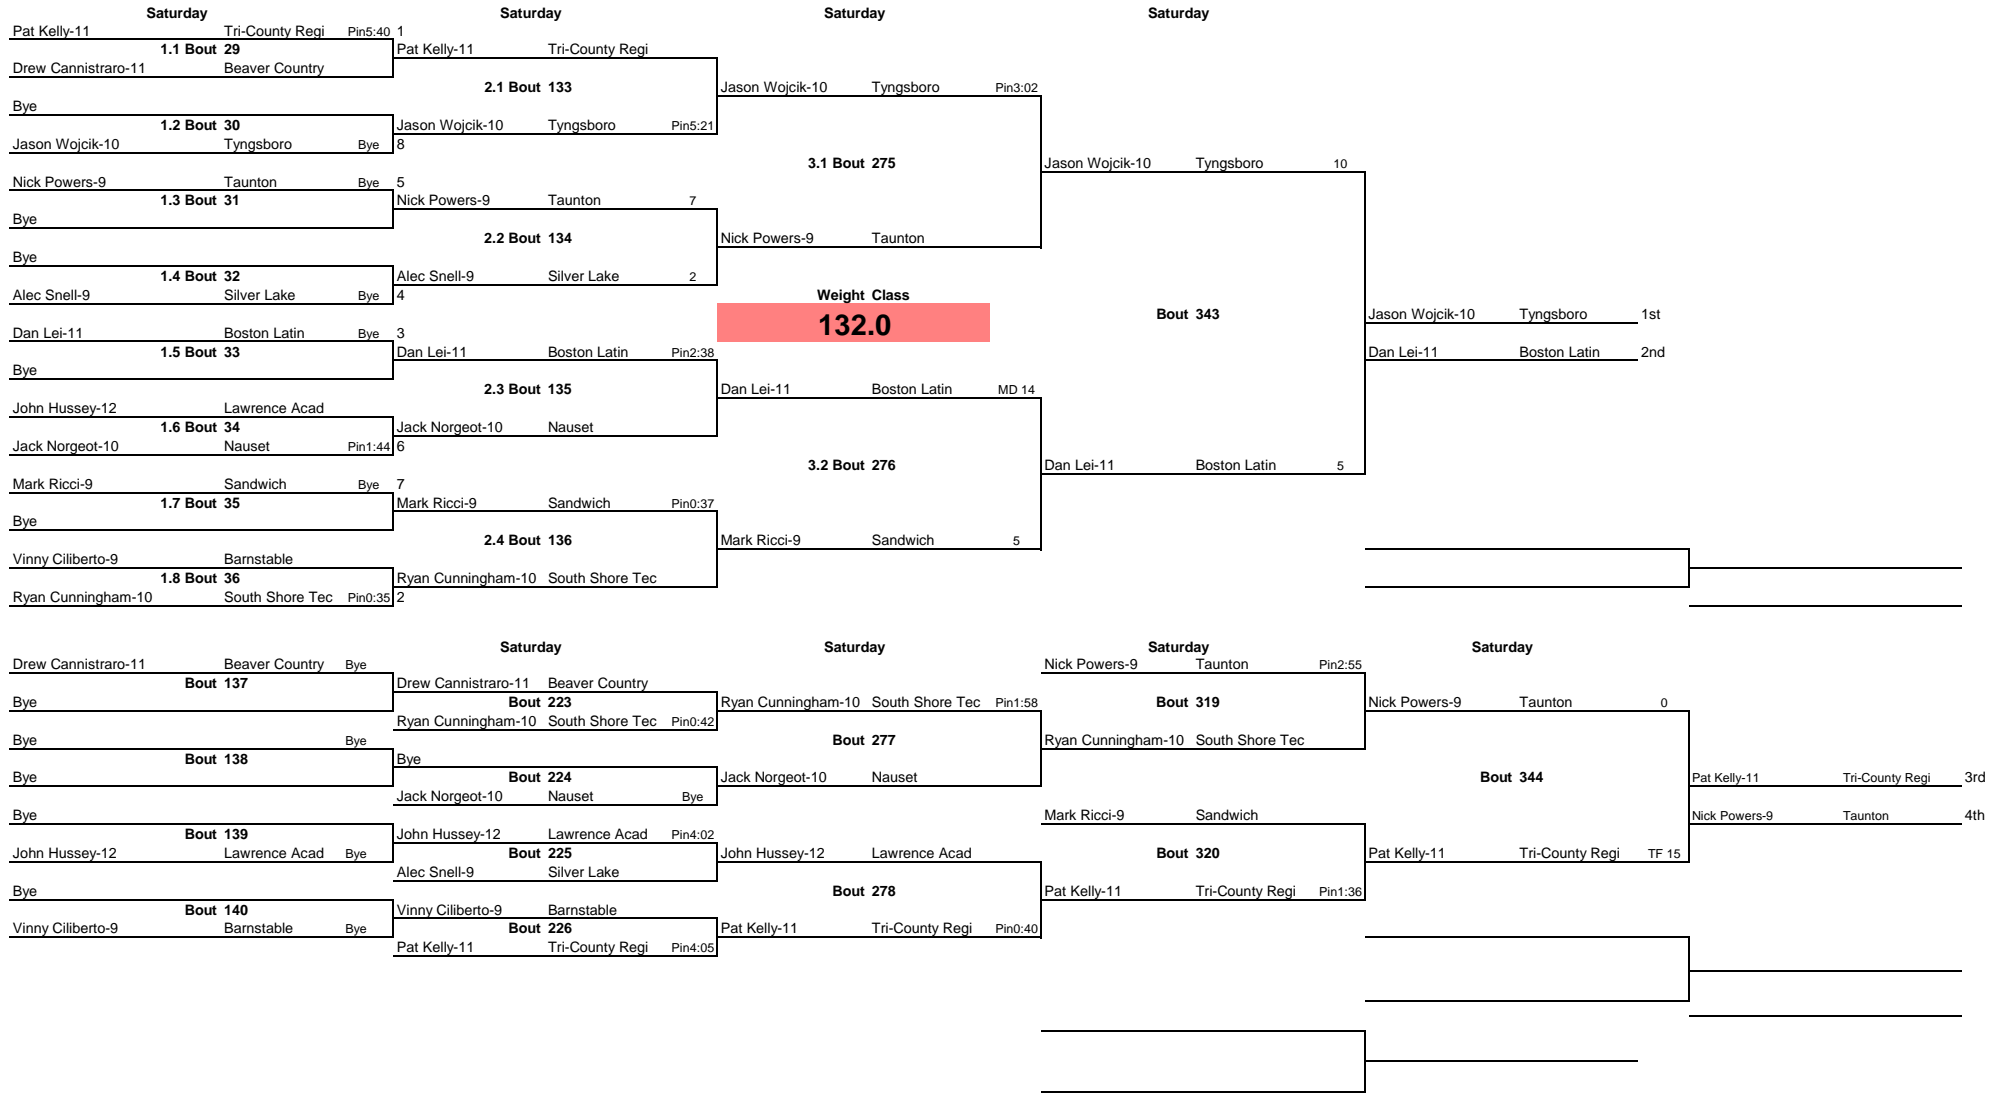 Saturday Saturday Saturday Saturday
Pat Kelly-11 Tri-County Regi Pin5:40 1
1.1 Bout 29 Pat Kelly-11 Tri-County Regi
Drew Cannistraro-11 Beaver Country
2.1 Bout 133 Jason Wojcik-10 Tyngsboro Pin3:02
Bye
1.2 Bout 30 Jason Wojcik-10 Tyngsboro Pin5:21
Jason Wojcik-10 Tyngsboro Bye 8
3.1 Bout 275 Jason Wojcik-10 Tyngsboro 10
Nick Powers-9 Taunton Bye 5
1.3 Bout 31 Nick Powers-9 Taunton 7
Bye
2.2 Bout 134 Nick Powers-9 Taunton
Bye
1.4 Bout 32 Alec Snell-9 Silver Lake 2
Alec Snell-9 Silver Lake Bye 4 Weight Class
Bout 343 Jason Wojcik-10 Tyngsboro 1st
132.0
Dan Lei-11 Boston Latin Bye 3
1.5 Bout 33 Dan Lei-11 Boston Latin Pin2:38 Dan Lei-11 Boston Latin 2nd
Bye
2.3 Bout 135 Dan Lei-11 Boston Latin MD 14
John Hussey-12 Lawrence Acad
1.6 Bout 34 Jack Norgeot-10 Nauset
Jack Norgeot-10 Nauset Pin1:44 6
3.2 Bout 276 Dan Lei-11 Boston Latin 5
Mark Ricci-9 Sandwich Bye 7
1.7 Bout 35 Mark Ricci-9 Sandwich Pin0:37
Bye
2.4 Bout 136 Mark Ricci-9 Sandwich 5
Vinny Ciliberto-9 Barnstable
1.8 Bout 36 Ryan Cunningham-10 South Shore Tec
Ryan Cunningham-10 South Shore Tec Pin0:35 2
Saturday Saturday Saturday Saturday
Drew Cannistraro-11 Beaver Country Bye Nick Powers-9 Taunton Pin2:55
Bout 137 Drew Cannistraro-11 Beaver Country
Bye Bout 223 Ryan Cunningham-10 South Shore Tec Pin1:58 Bout 319 Nick Powers-9 Taunton 0
Ryan Cunningham-10 South Shore Tec Pin0:42
Bye Bye Bout 277 Ryan Cunningham-10 South Shore Tec
Bout 138 Bye
Bye Bout 224 Jack Norgeot-10 Nauset Bout 344 Pat Kelly-11 Tri-County Regi 3rd
Jack Norgeot-10 Nauset Bye
Bye Mark Ricci-9 Sandwich Nick Powers-9 Taunton 4th
Bout 139 John Hussey-12 Lawrence Acad Pin4:02
John Hussey-12 Lawrence Acad Bye Bout 225 John Hussey-12 Lawrence Acad Bout 320 Pat Kelly-11 Tri-County Regi TF 15
Alec Snell-9 Silver Lake
Bye Bout 278 Pat Kelly-11 Tri-County Regi Pin1:36
Bout 140 Vinny Ciliberto-9 Barnstable
Vinny Ciliberto-9 Barnstable Bye Bout 226 Pat Kelly-11 Tri-County Regi Pin0:40
Pat Kelly-11 Tri-County Regi Pin4:05